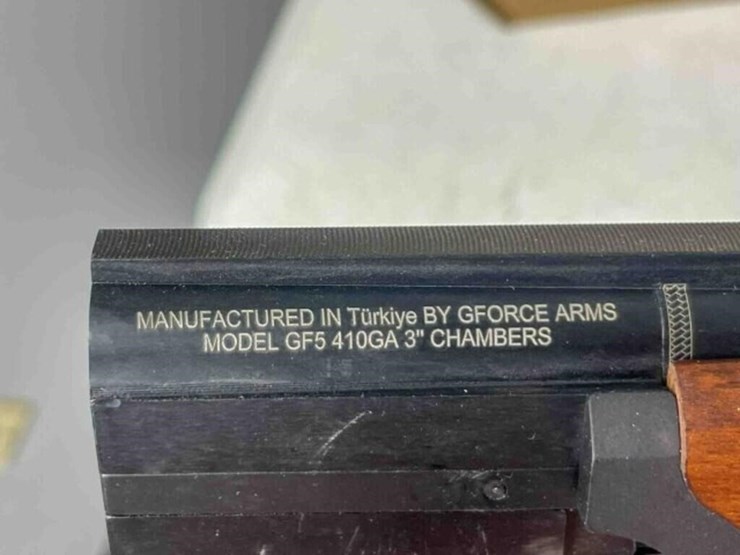 MANUFACTURED IN Türkiye BY GFORCE ARMS
MODEL GF5 410GA 3" CHAMBERS